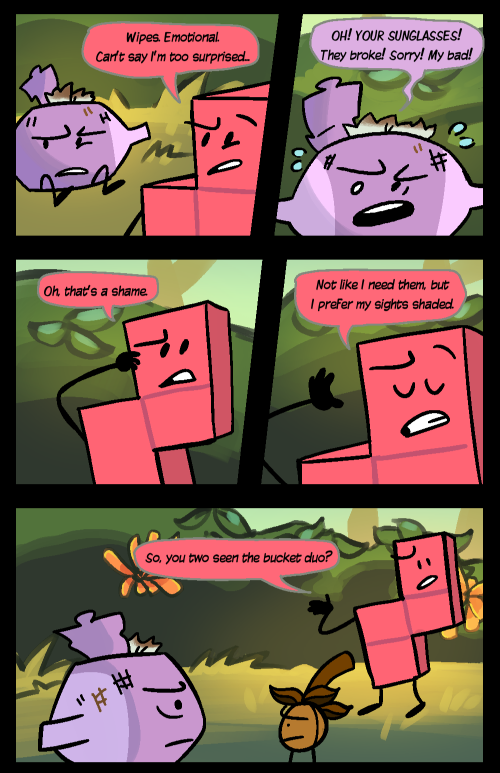 Wipes. Emotional.
Can't say I'm too surprised...
OH! YOUR SUNGLASSES!
They broke! Sorry! My bad!
Oh, that's a shame.
Not like I need them, but
I prefer my sights shaded.
So, you two seen the bucket duo?